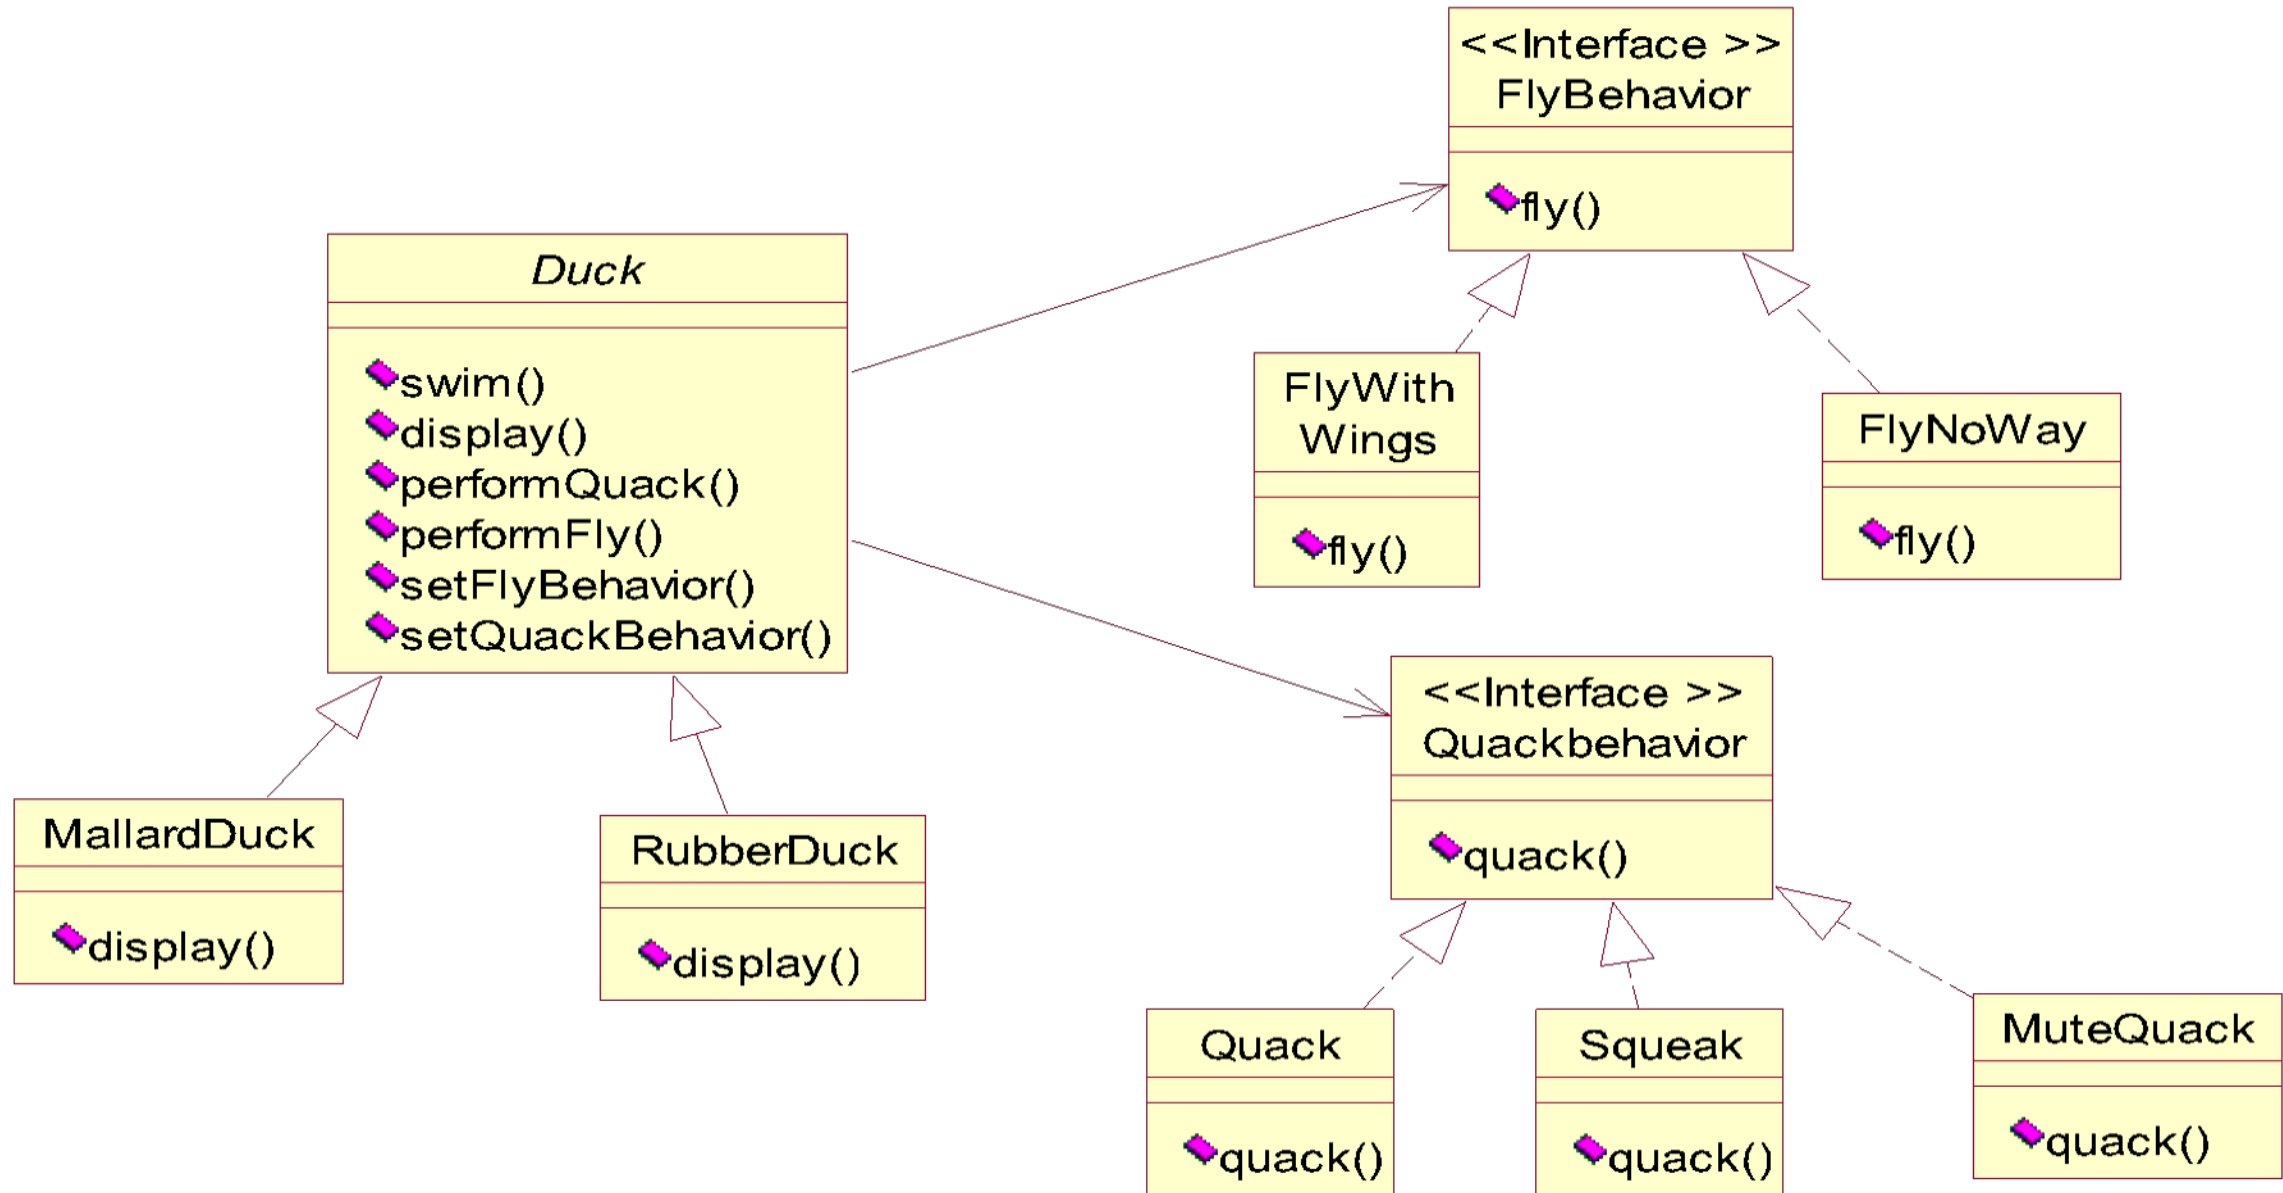 <<Interface >>
FlyBehavior
fly()
Duck
swim()
display()
performQuack()
performFly()
setFlyBehavior()
setQuackBehavior()
FlyWith
Wings
fly()
FlyNoWay
fly()
<<Interface >>
Quackbehavior
quack()
MallardDuck
display()
RubberDuck
display()
Quack
quack()
Squeak
quack()
MuteQuack
quack()